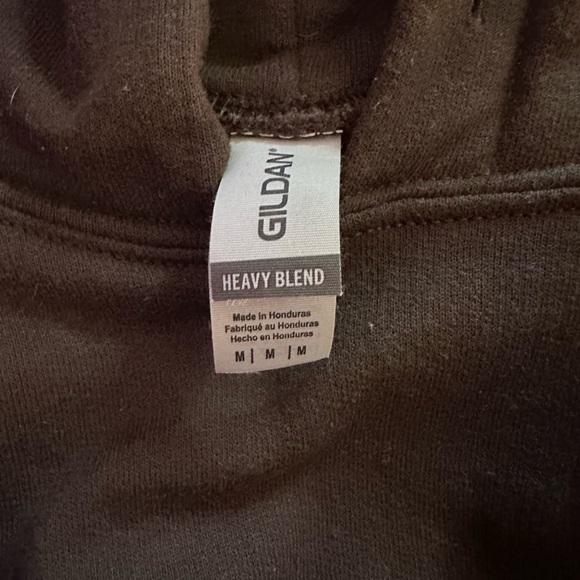 GILDAN®
HEAVY BLEND
Made in Honduras
Fabriqué au Honduras
Hecho en Honduras
M | M | M